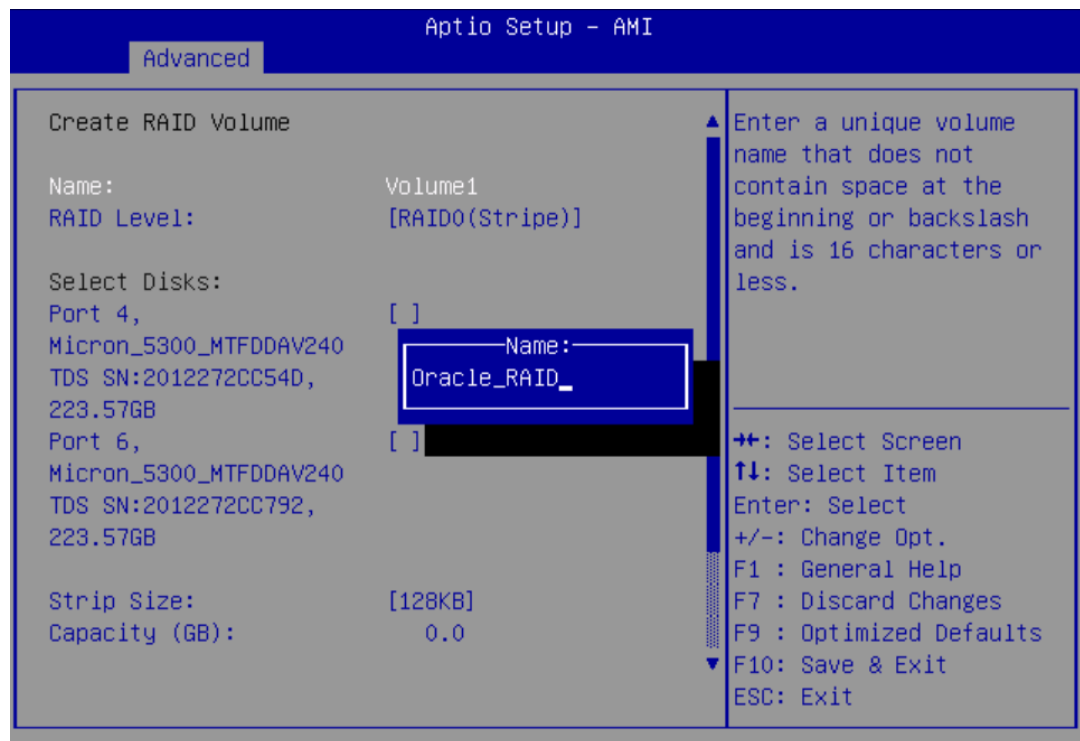 Aptio Setup – AMI
Advanced
Create RAID Volume
Name: Volume1
RAID Level: [RAID0(Stripe)]
Select Disks:
Port 4, [ ]
Micron_5300_MTFDDAV240
TDS SN:2012272CC54D,
223.57GB
Port 6, [ ]
Micron_5300_MTFDDAV240
TDS SN:2012272CC792,
223.57GB
Strip Size: [128KB]
Capacity (GB): 0.0
Name:
Oracle_RAID_
Enter a unique volume
name that does not
contain space at the
beginning or backslash
and is 16 characters or
less.
→←: Select Screen
↑↓: Select Item
Enter: Select
+/-: Change Opt.
F1 : General Help
F7 : Discard Changes
F9 : Optimized Defaults
F10: Save & Exit
ESC: Exit